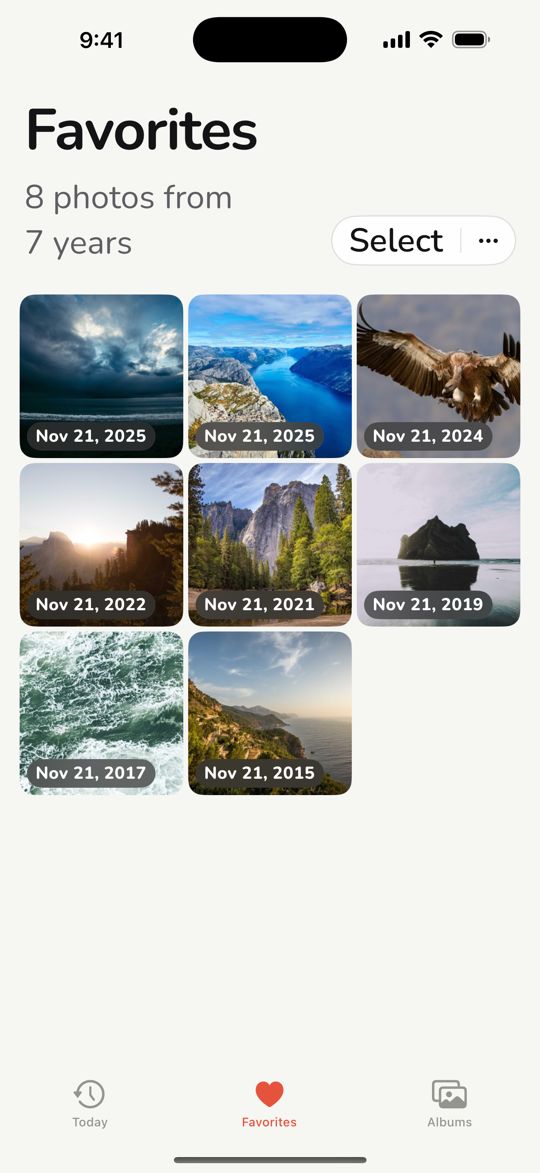 9:41
Favorites
8 photos from
7 years
Select
Nov 21, 2025
Nov 21, 2025
Nov 21, 2024
Nov 21, 2022
Nov 21, 2021
Nov 21, 2019
Nov 21, 2017
Nov 21, 2015
Today
Favorites
Albums